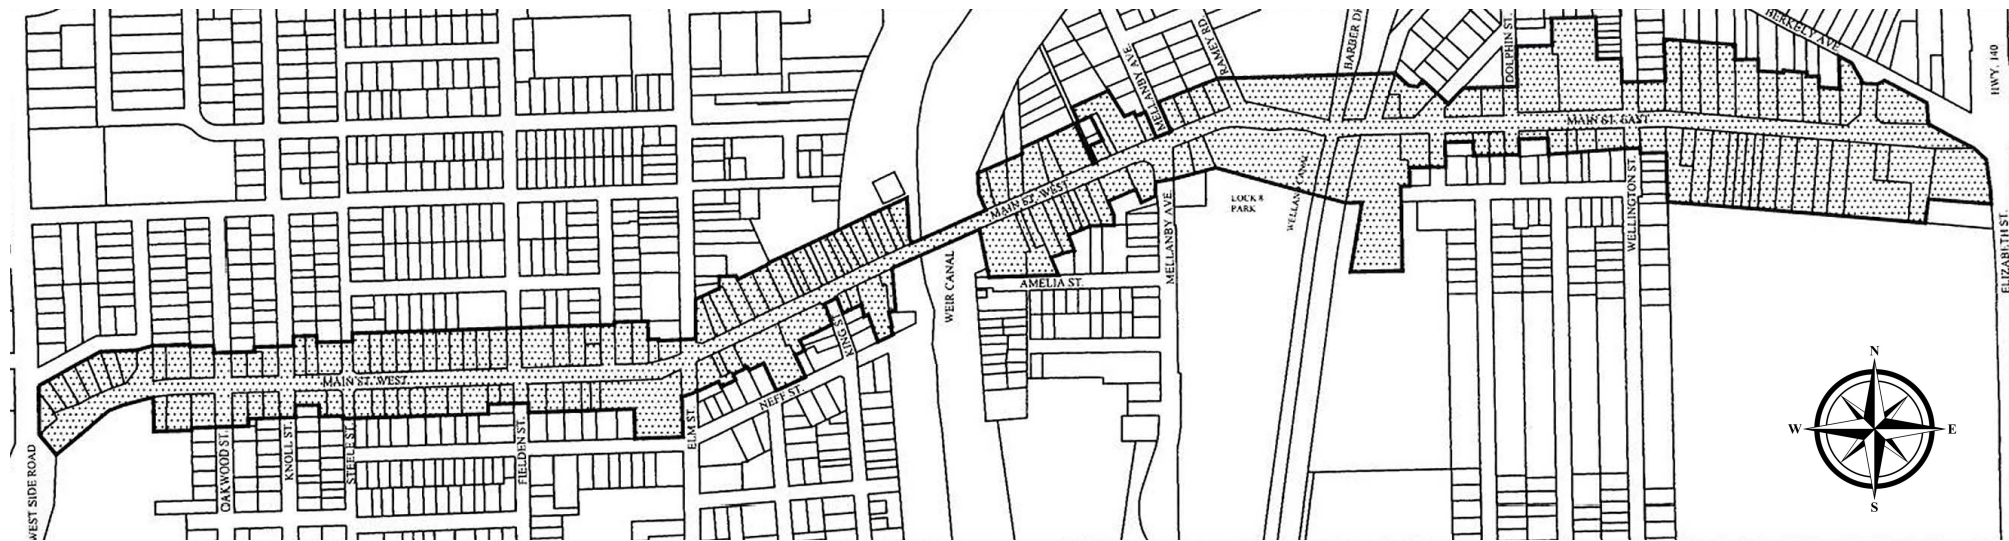 BERKELY AVE
HWY. 140
DOLPHIN ST.
BARBER DR
RAMEY RD
MELLANBY AVE.
MAIN ST. EAST
MAIN ST. WEST
LOCK 8
PARK
WELLAND CANAL
WELLINGTON ST.
MELLANBY AVE.
ELIZABETH ST.
WEIR CANAL
AMELIA ST.
KING ST.
NEFF ST.
MAIN ST. WEST
ELM ST.
FIELDEN ST.
STEELE ST.
KNOLL ST.
OAKWOOD ST.
WEST SIDE ROAD
N
W
E
S